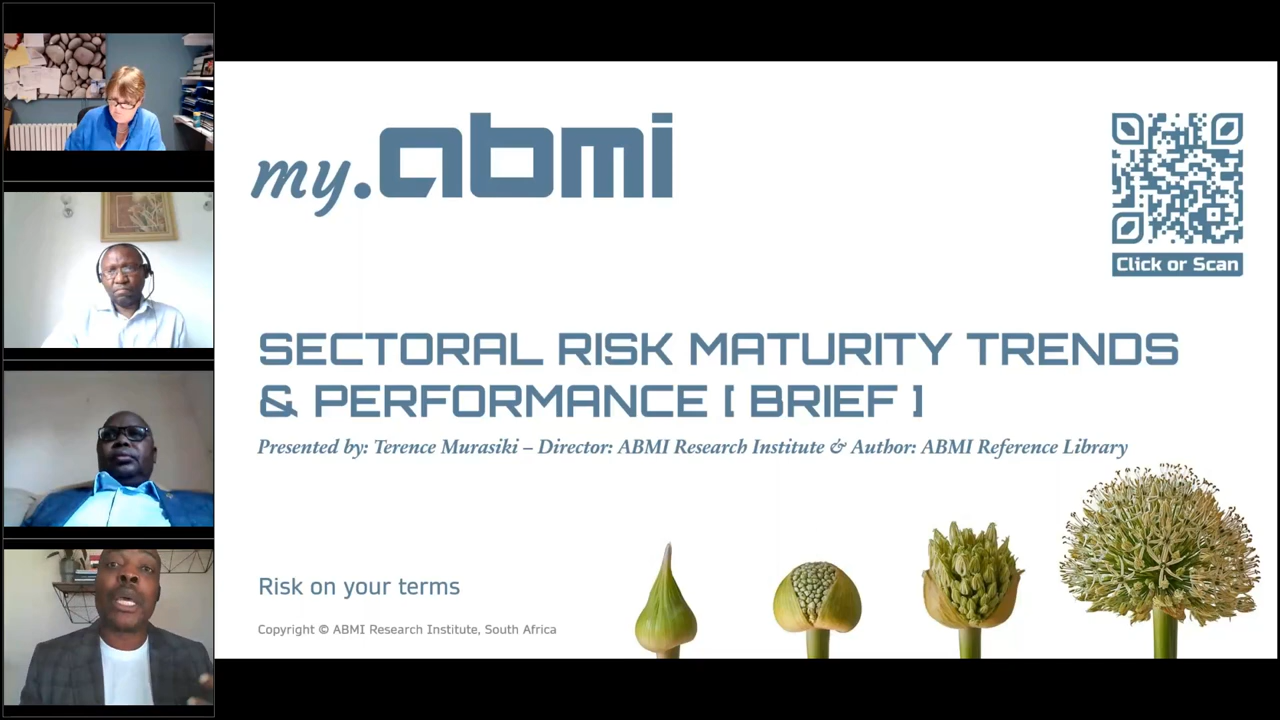 my.abmi
Click or Scan
SECTORAL RISK MATURITY TRENDS
& PERFORMANCE [ BRIEF ]
Presented by: Terence Murasiki – Director: ABMI Research Institute & Author: ABMI Reference Library
Risk on your terms
Copyright © ABMI Research Institute, South Africa